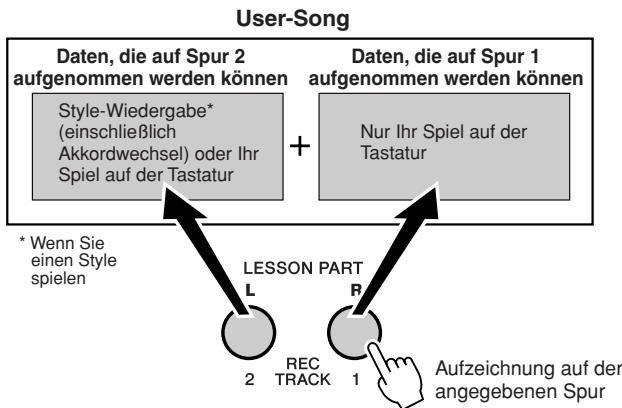 User-Song
Daten, die auf Spur 2
aufgenommen werden können
Daten, die auf Spur 1
aufgenommen werden können
Style-Wiedergabe*
(einschließlich
Akkordwechsel) oder Ihr
Spiel auf der Tastatur
+
Nur Ihr Spiel auf der
Tastatur
* Wenn Sie
einen Style
spielen
LESSON PART
L R
REC
2 TRACK 1
Aufzeichnung auf der
angegebenen Spur